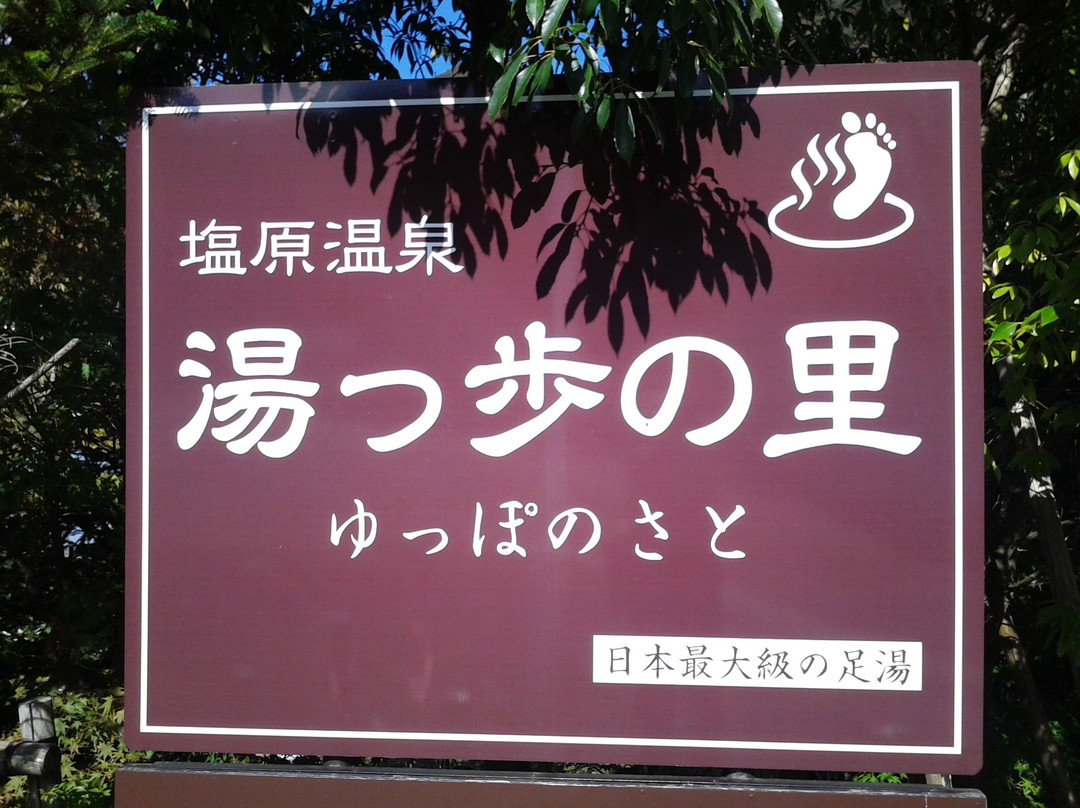 塩原温泉
湯っ歩の里
ゆっぽのさと
日本最大級の足湯